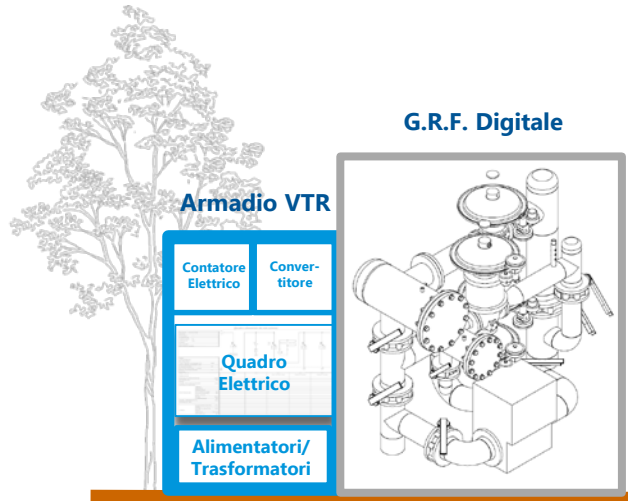 G.R.F. Digitale
Armadio VTR
Contatore
Elettrico
Conver-
titore
Quadro
Elettrico
Alimentatori/
Trasformatori